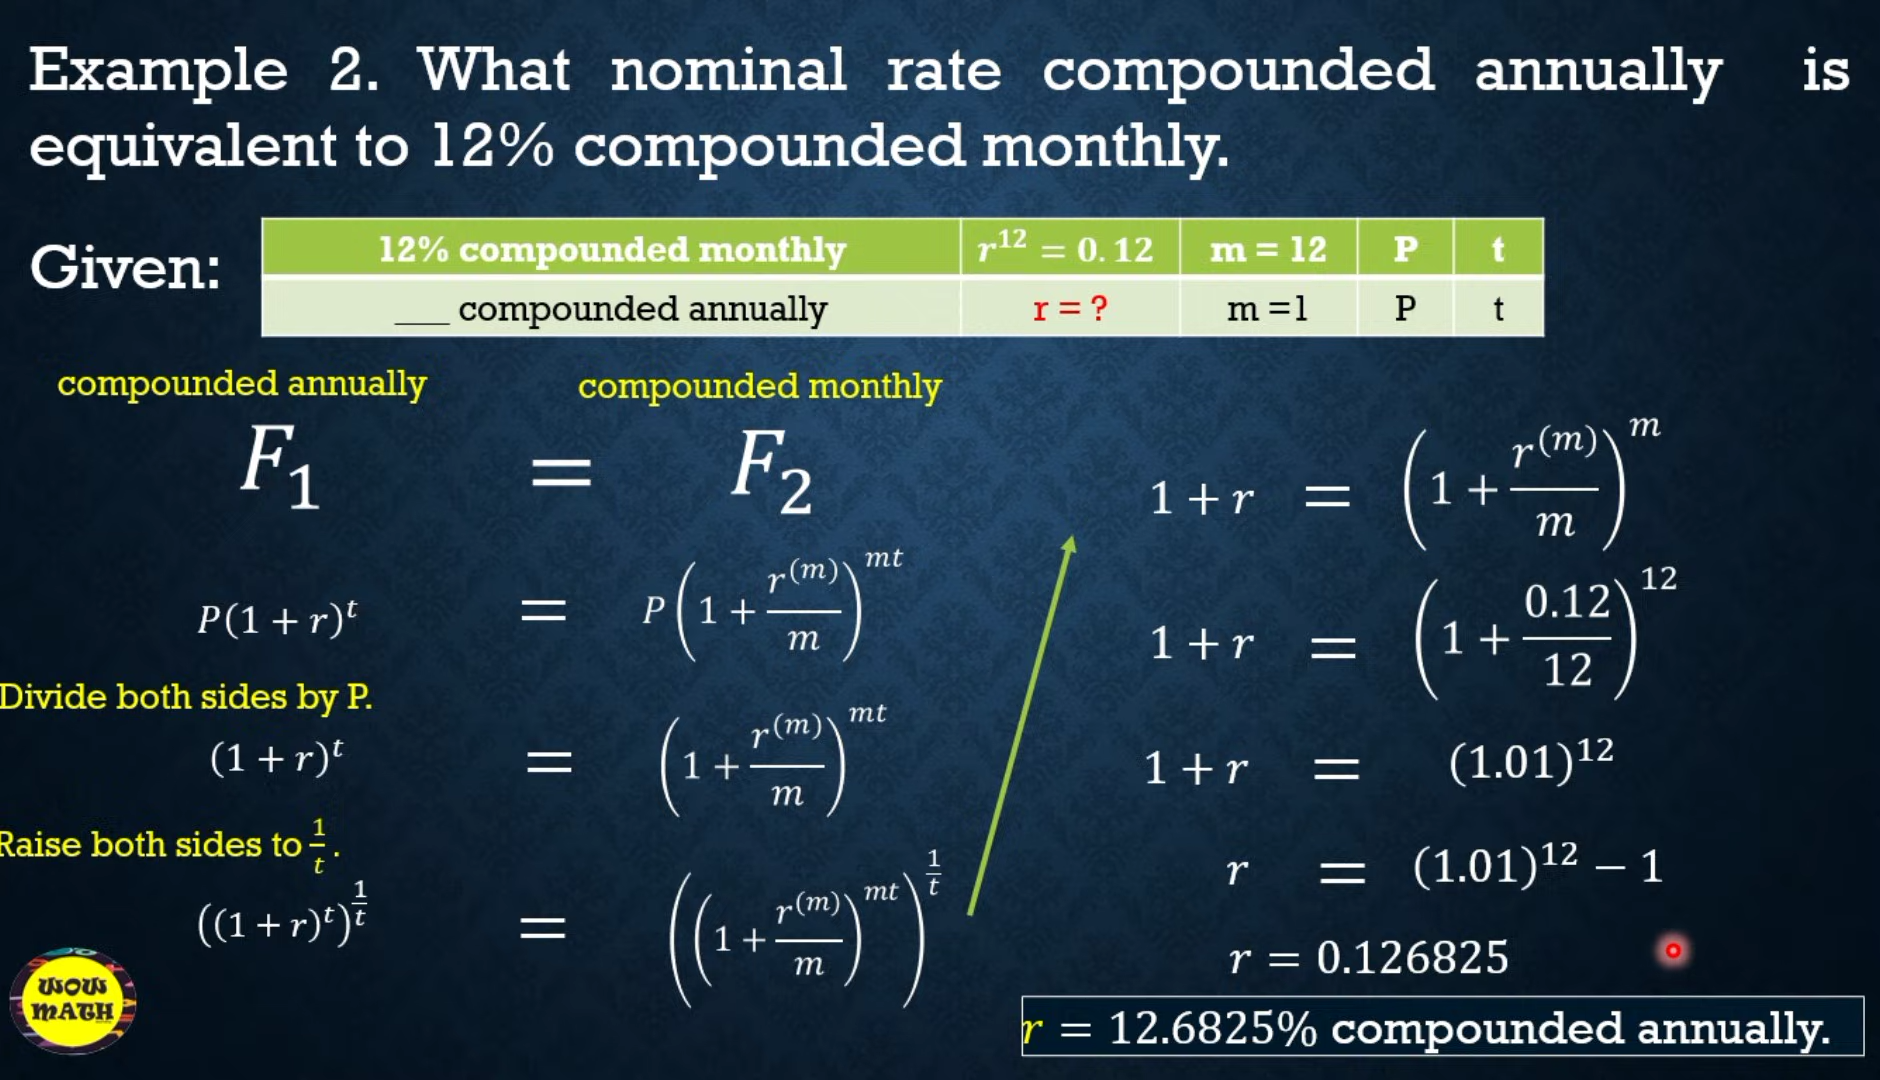 Example 2. What nominal rate compounded annually is
equivalent to 12% compounded monthly.
Given:
12% compounded monthly r^12 = 0.12 m = 12 P t
___ compounded annually r = ? m =1 P t
compounded annually compounded monthly
F_1 = F_2
P(1 + r)^t = P(1 + r^(m)/m)^mt
Divide both sides by P.
(1 + r)^t = (1 + r^(m)/m)^mt
Raise both sides to 1/t.
((1 + r)^t)^1/t = ((1 + r^(m)/m)^mt)^1/t
1 + r = (1 + r^(m)/m)^m
1 + r = (1 + 0.12/12)^12
1 + r = (1.01)^12
r = (1.01)^12 − 1
r = 0.126825
r = 12.6825% compounded annually.
WOW
MATH